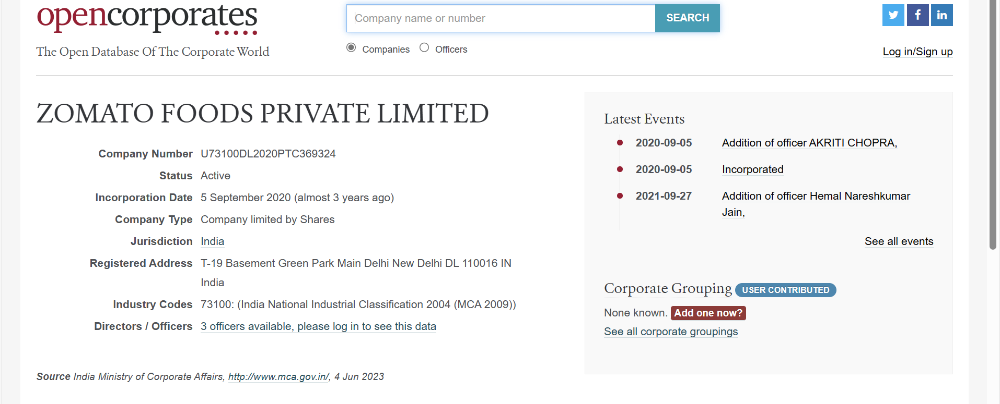 opencorporates
The Open Database Of The Corporate World
Company name or number
SEARCH
Companies
Officers
Log in/Sign up
ZOMATO FOODS PRIVATE LIMITED
Company Number U73100DL2020PTC369324
Status Active
Incorporation Date 5 September 2020 (almost 3 years ago)
Company Type Company limited by Shares
Jurisdiction India
Registered Address T-19 Basement Green Park Main Delhi New Delhi DL 110016 IN
India
Industry Codes 73100: (India National Industrial Classification 2004 (MCA 2009))
Directors / Officers 3 officers available, please log in to see this data
Source India Ministry of Corporate Affairs, http://www.mca.gov.in/, 4 Jun 2023
Latest Events
2020-09-05 Addition of officer AKRITI CHOPRA,
2020-09-05 Incorporated
2021-09-27 Addition of officer Hemal Nareshkumar
Jain,
See all events
Corporate Grouping USER CONTRIBUTED
None known. Add one now?
See all corporate groupings